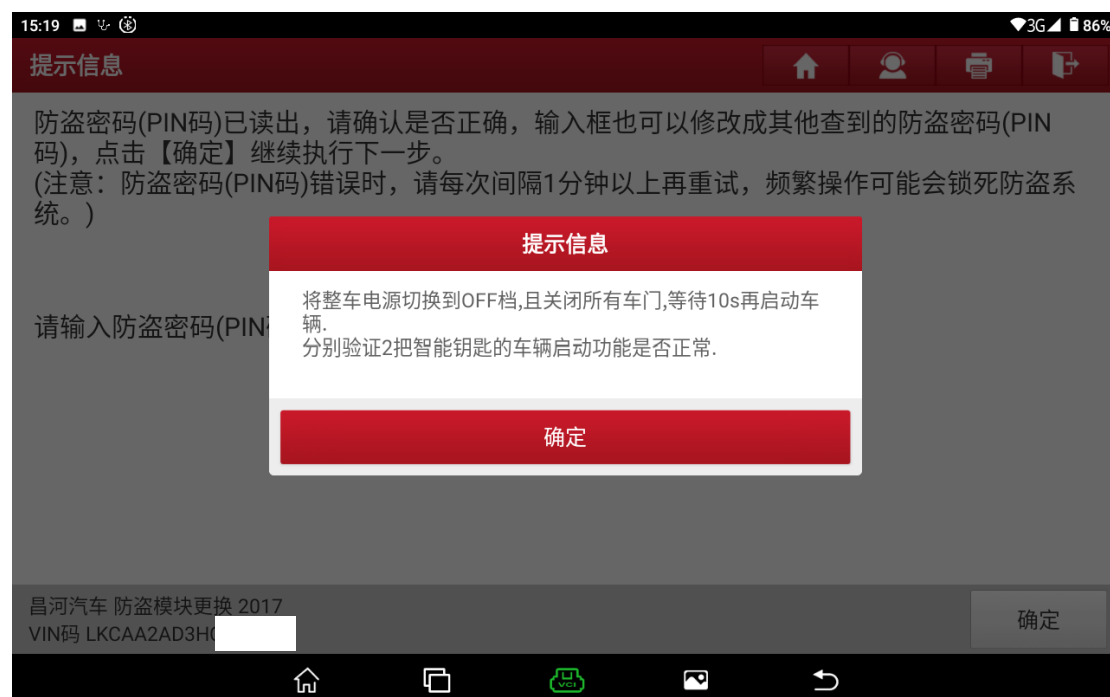 15:19
3G
86%
提示信息
防盗密码(PIN码)已读出，请确认是否正确，输入框也可以修改成其他查到的防盗密码(PIN
码)，点击【确定】继续执行下一步。
(注意：防盗密码(PIN码)错误时，请每次间隔1分钟以上再重试，频繁操作可能会锁死防盗系
统。)
提示信息
将整车电源切换到OFF档,且关闭所有车门,等待10s再启动车
辆.
分别验证2把智能钥匙的车辆启动功能是否正常.
请输入防盗密码(PIN
确定
昌河汽车 防盗模块更换 2017
VIN码 LKCAA2AD3H
确定
VCI